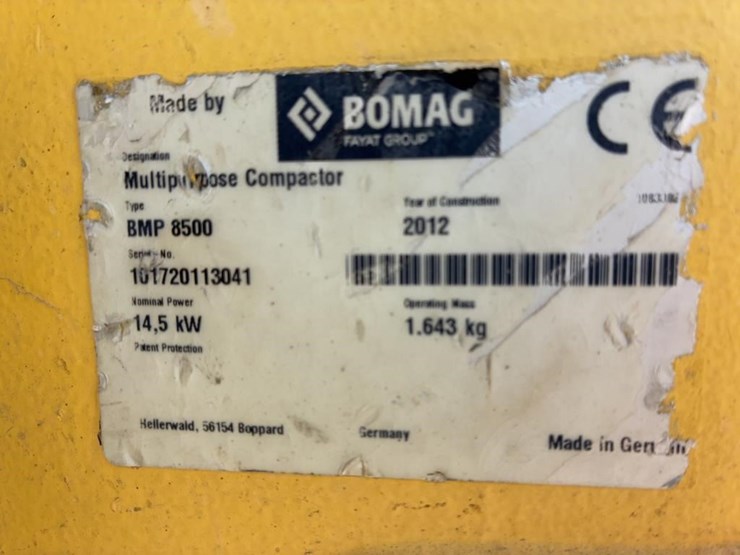 Made by
BOMAG
FAYAT GROUP
CE
Designation
Multipurpose Compactor
Type
BMP 8500
Year of Construction
2012
Serial-No.
101720113041
Nominal Power
14,5 kW
Operating Mass
1.643 kg
Patent Protection
Hellerwald, 56154 Boppard
Germany
Made in Germ